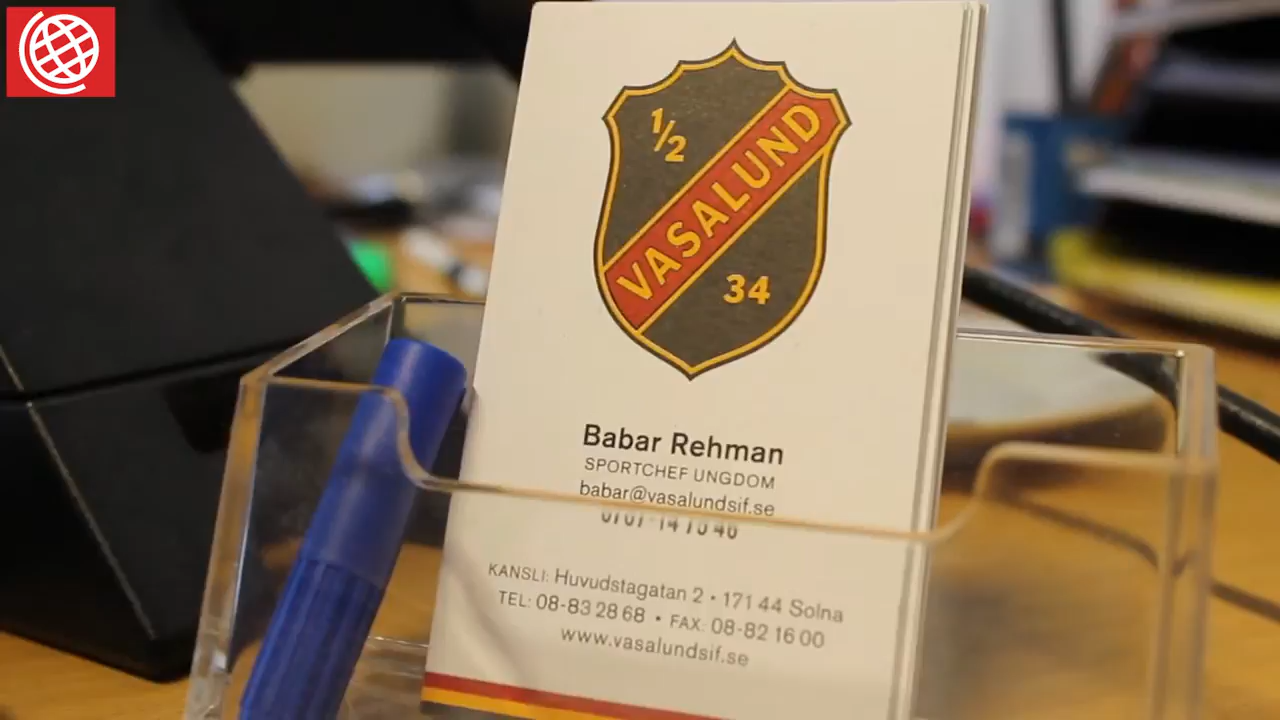 1/2
VASALUND
34
Babar Rehman
SPORTCHEF UNGDOM
babar@vasalundsif.se
KANSLI: Huvudstagatan 2 • 171 44 Solna
TEL: 08-83 28 68 • FAX: 08-82 16 00
www.vasalundsif.se